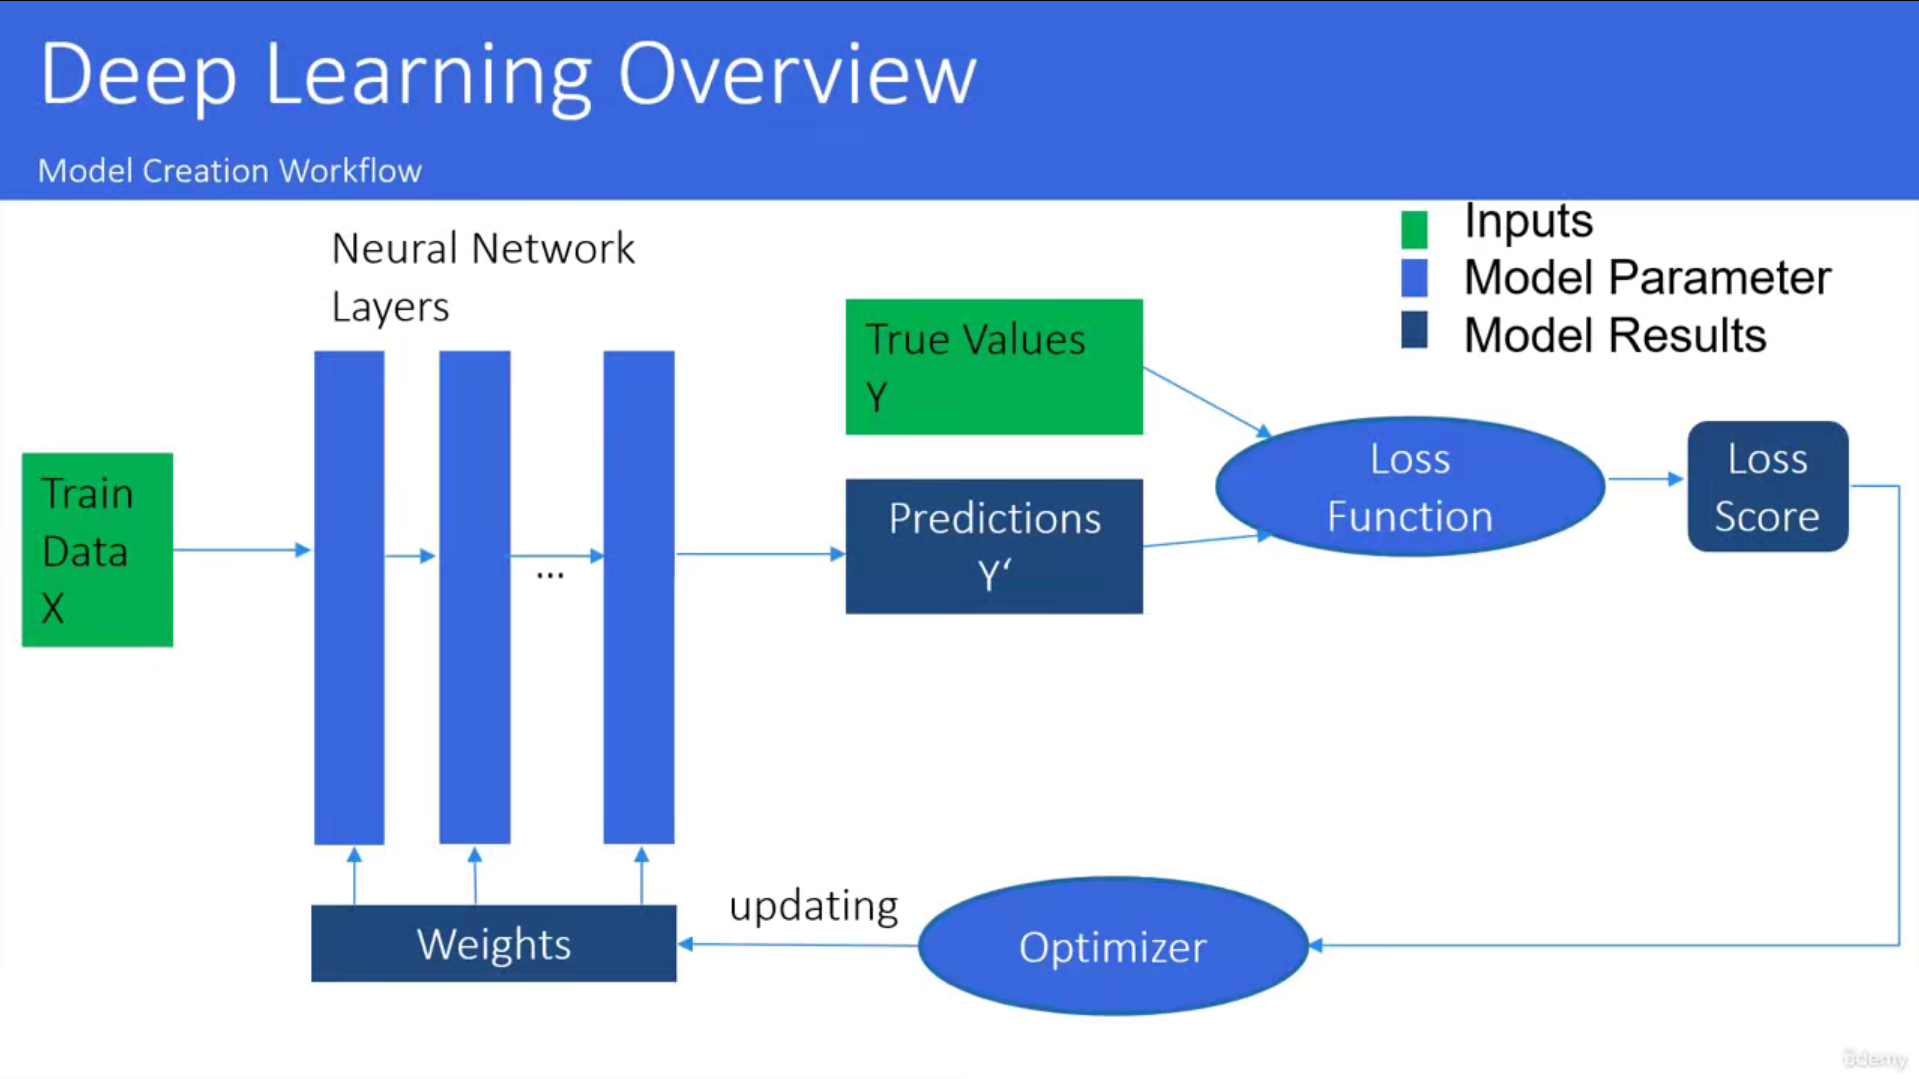 Deep Learning Overview
Model Creation Workflow
Inputs
Model Parameter
Model Results
Neural Network
Layers
True Values
Y
Train
Data
X
...
Predictions
Y‘
Loss
Function
Loss
Score
updating
Weights
Optimizer
Udemy